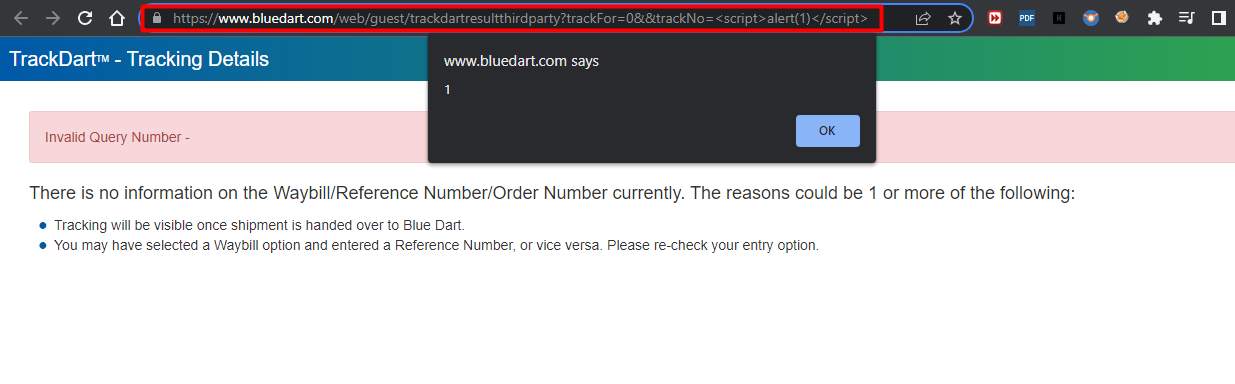 https://www.bluedart.com/web/guest/trackdartresultthirdparty?trackFor=0&&trackNo=<script>alert(1)</script>
PDF
H
TrackDart™ - Tracking Details
www.bluedart.com says
1
OK
Invalid Query Number -
There is no information on the Waybill/Reference Number/Order Number currently. The reasons could be 1 or more of the following:
Tracking will be visible once shipment is handed over to Blue Dart.
You may have selected a Waybill option and entered a Reference Number, or vice versa. Please re-check your entry option.